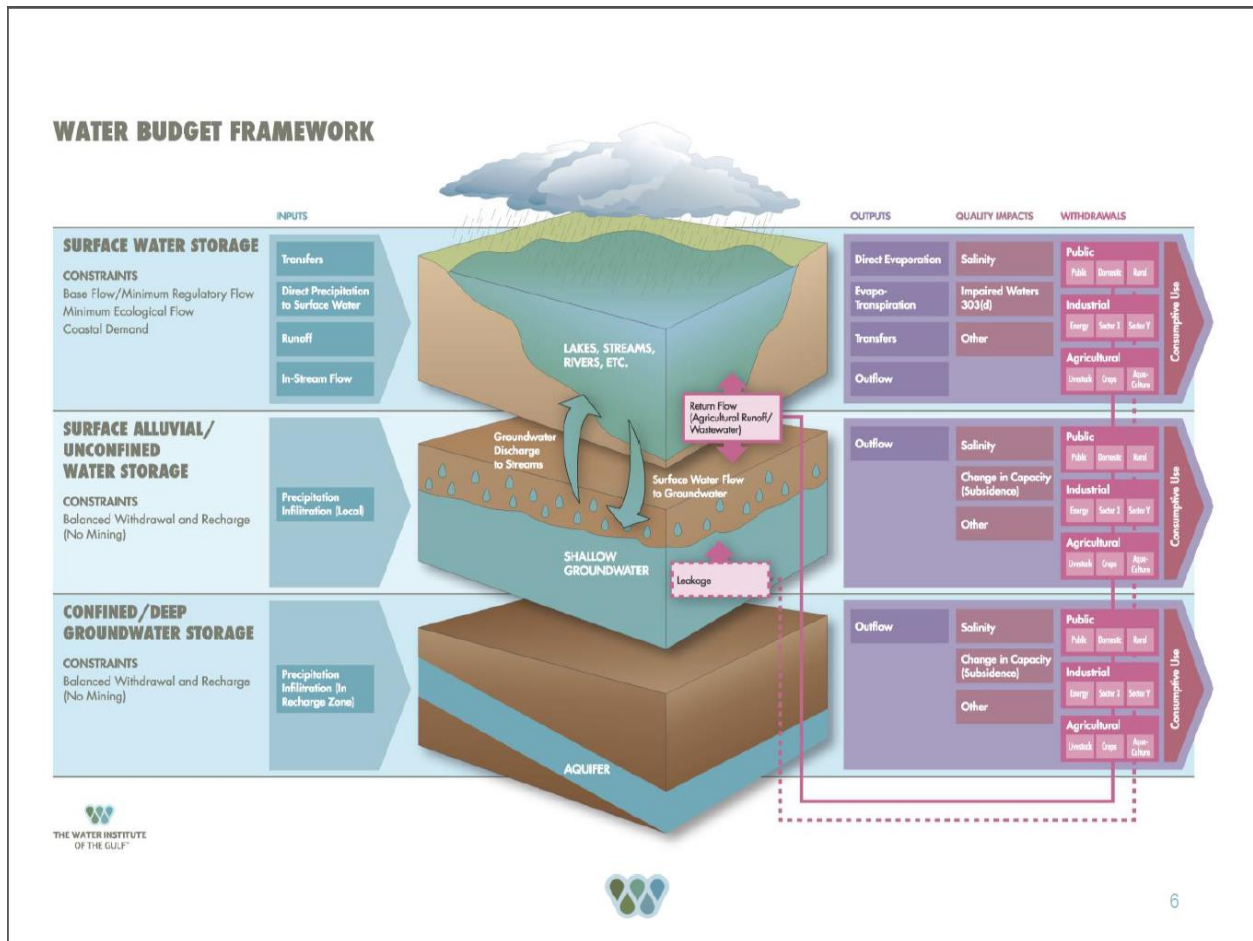 WATER BUDGET FRAMEWORK
INPUTS
OUTPUTS
QUALITY IMPACTS
WITHDRAWALS
SURFACE WATER STORAGE
CONSTRAINTS
Base Flow/Minimum Regulatory Flow
Minimum Ecological Flow
Coastal Demand
Transfers
Direct Precipitation
to Surface Water
Runoff
In-Stream Flow
LAKES, STREAMS,
RIVERS, ETC.
Direct Evaporation
Evapo-
Transpiration
Transfers
Outflow
Salinity
Impaired Waters
303(d)
Other
Public
Public Domestic Rural
Industrial
Energy Sector X Sector Y
Agricultural
Livestock Crops Aqua-
Culture
Consumptive Use
Return Flow
(Agricultural Runoff/
Wastewater)
SURFACE ALLUVIAL/
UNCONFINED
WATER STORAGE
CONSTRAINTS
Balanced Withdrawal and Recharge
(No Mining)
Precipitation
Infiltration (Local)
Groundwater
Discharge
to Streams
Surface Water Flow
to Groundwater
SHALLOW
GROUNDWATER
Leakage
Outflow
Salinity
Change in Capacity
(Subsidence)
Other
Public
Public Domestic Rural
Industrial
Energy Sector X Sector Y
Agricultural
Livestock Crops Aqua-
Culture
Consumptive Use
CONFINED/DEEP
GROUNDWATER STORAGE
CONSTRAINTS
Balanced Withdrawal and Recharge
(No Mining)
Precipitation
Infiltration (In
Recharge Zone)
AQUIFER
Outflow
Salinity
Change in Capacity
(Subsidence)
Other
Public
Public Domestic Rural
Industrial
Energy Sector X Sector Y
Agricultural
Livestock Crops Aqua-
Culture
Consumptive Use
THE WATER INSTITUTE
OF THE GULF™
6